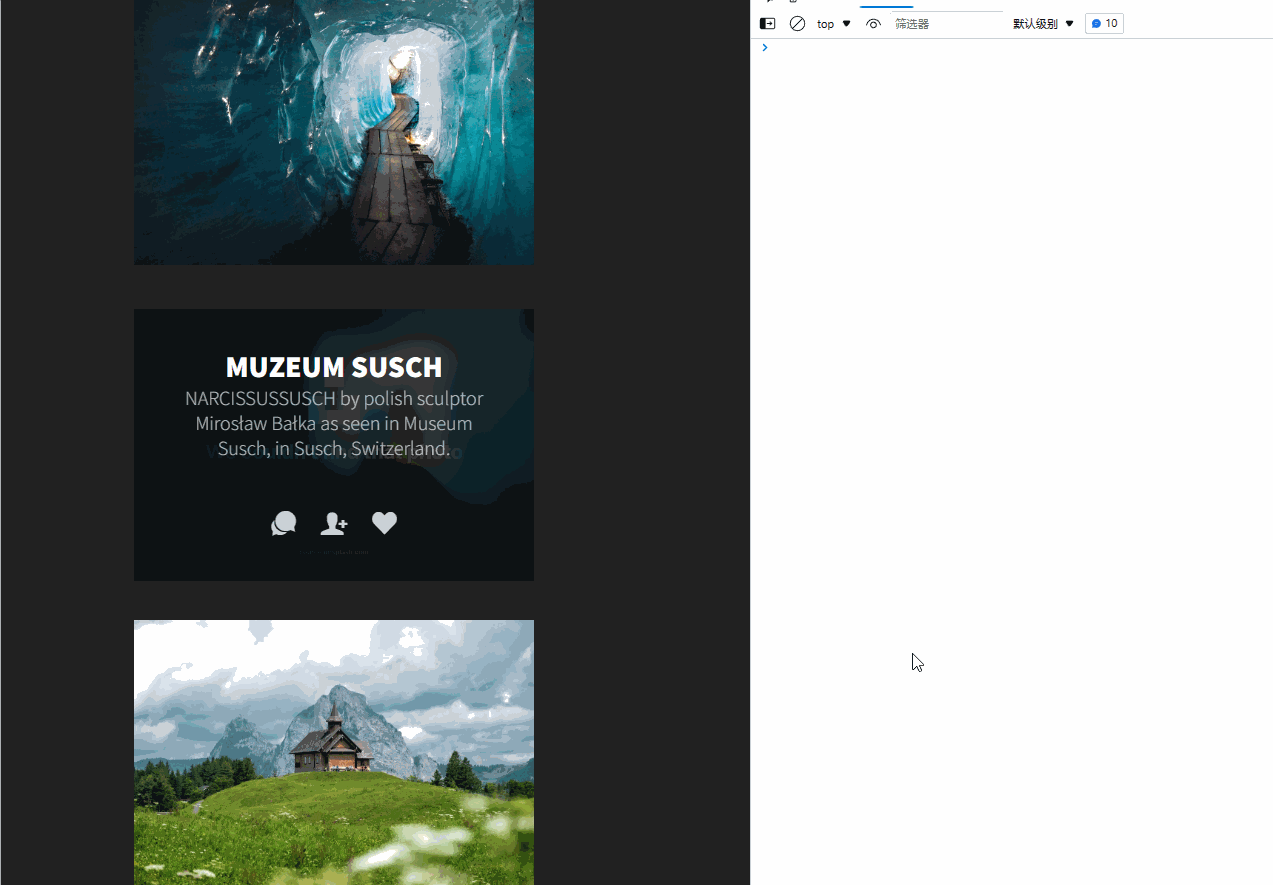 top
筛选器
默认级别
10
MUZEUM SUSCH
NARCISSUSSUSCH by polish sculptor
Mirosław Bałka as seen in Museum
Susch, in Susch, Switzerland.